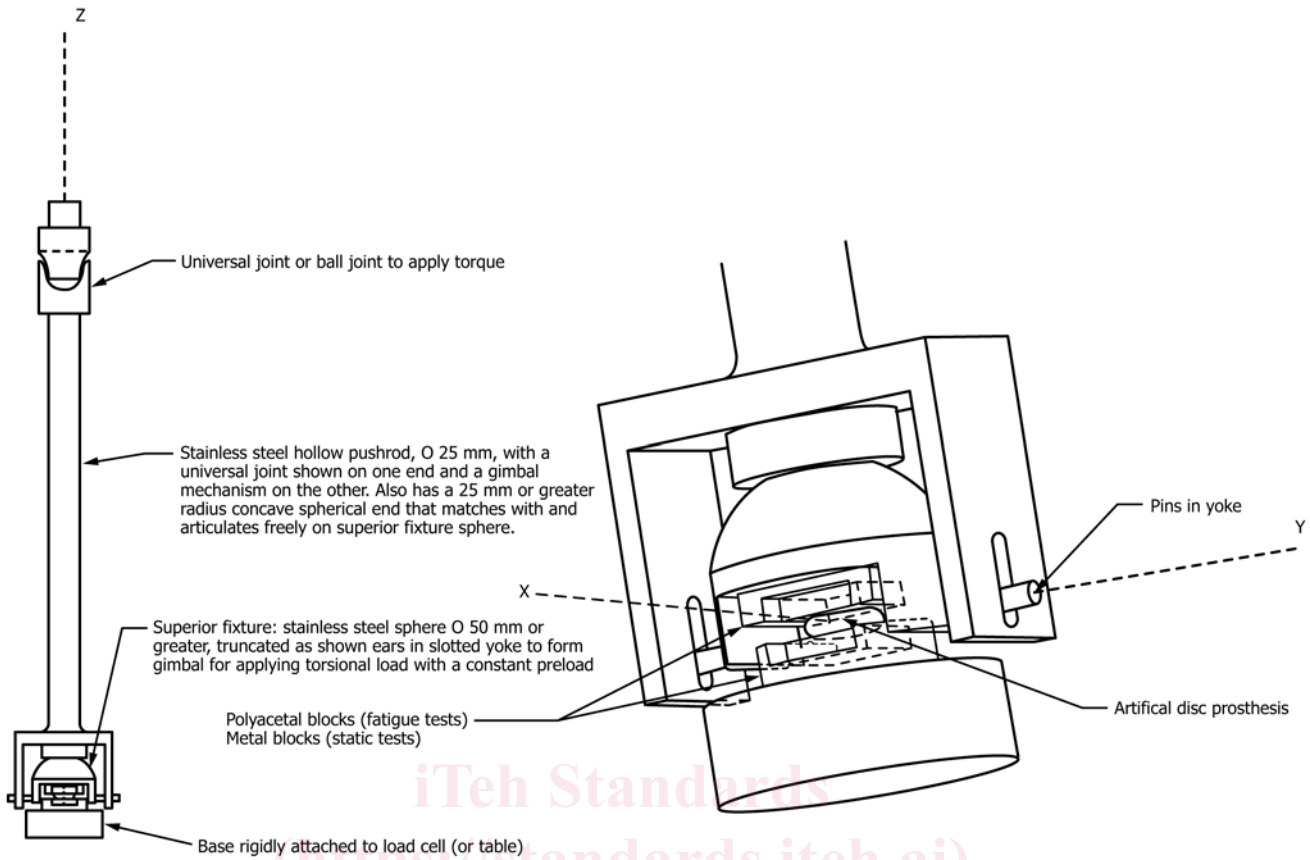 Z
Universal joint or ball joint to apply torque
Stainless steel hollow pushrod, O 25 mm, with a
universal joint shown on one end and a gimbal
mechanism on the other. Also has a 25 mm or greater
radius concave spherical end that matches with and
articulates freely on superior fixture sphere.
Pins in yoke
Y
X
Superior fixture: stainless steel sphere O 50 mm or
greater, truncated as shown ears in slotted yoke to form
gimbal for applying torsional load with a constant preload
Polyacetal blocks (fatigue tests)
Metal blocks (static tests)
Artifical disc prosthesis
iTeh Standards
Base rigidly attached to load cell (or table)
(https://standards.iteh.ai)